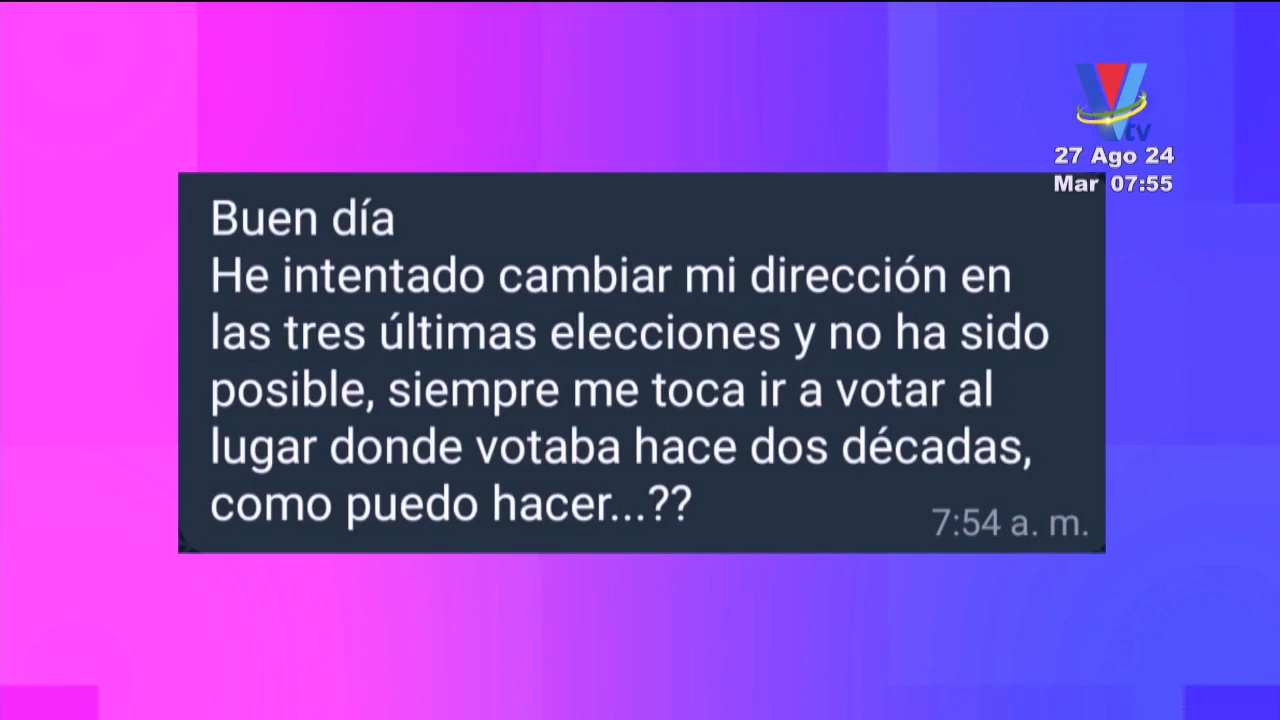 Vtv
27 Ago 24
Mar 07:55
Buen día
He intentado cambiar mi dirección en
las tres últimas elecciones y no ha sido
posible, siempre me toca ir a votar al
lugar donde votaba hace dos décadas,
como puedo hacer...??
7:54 a. m.